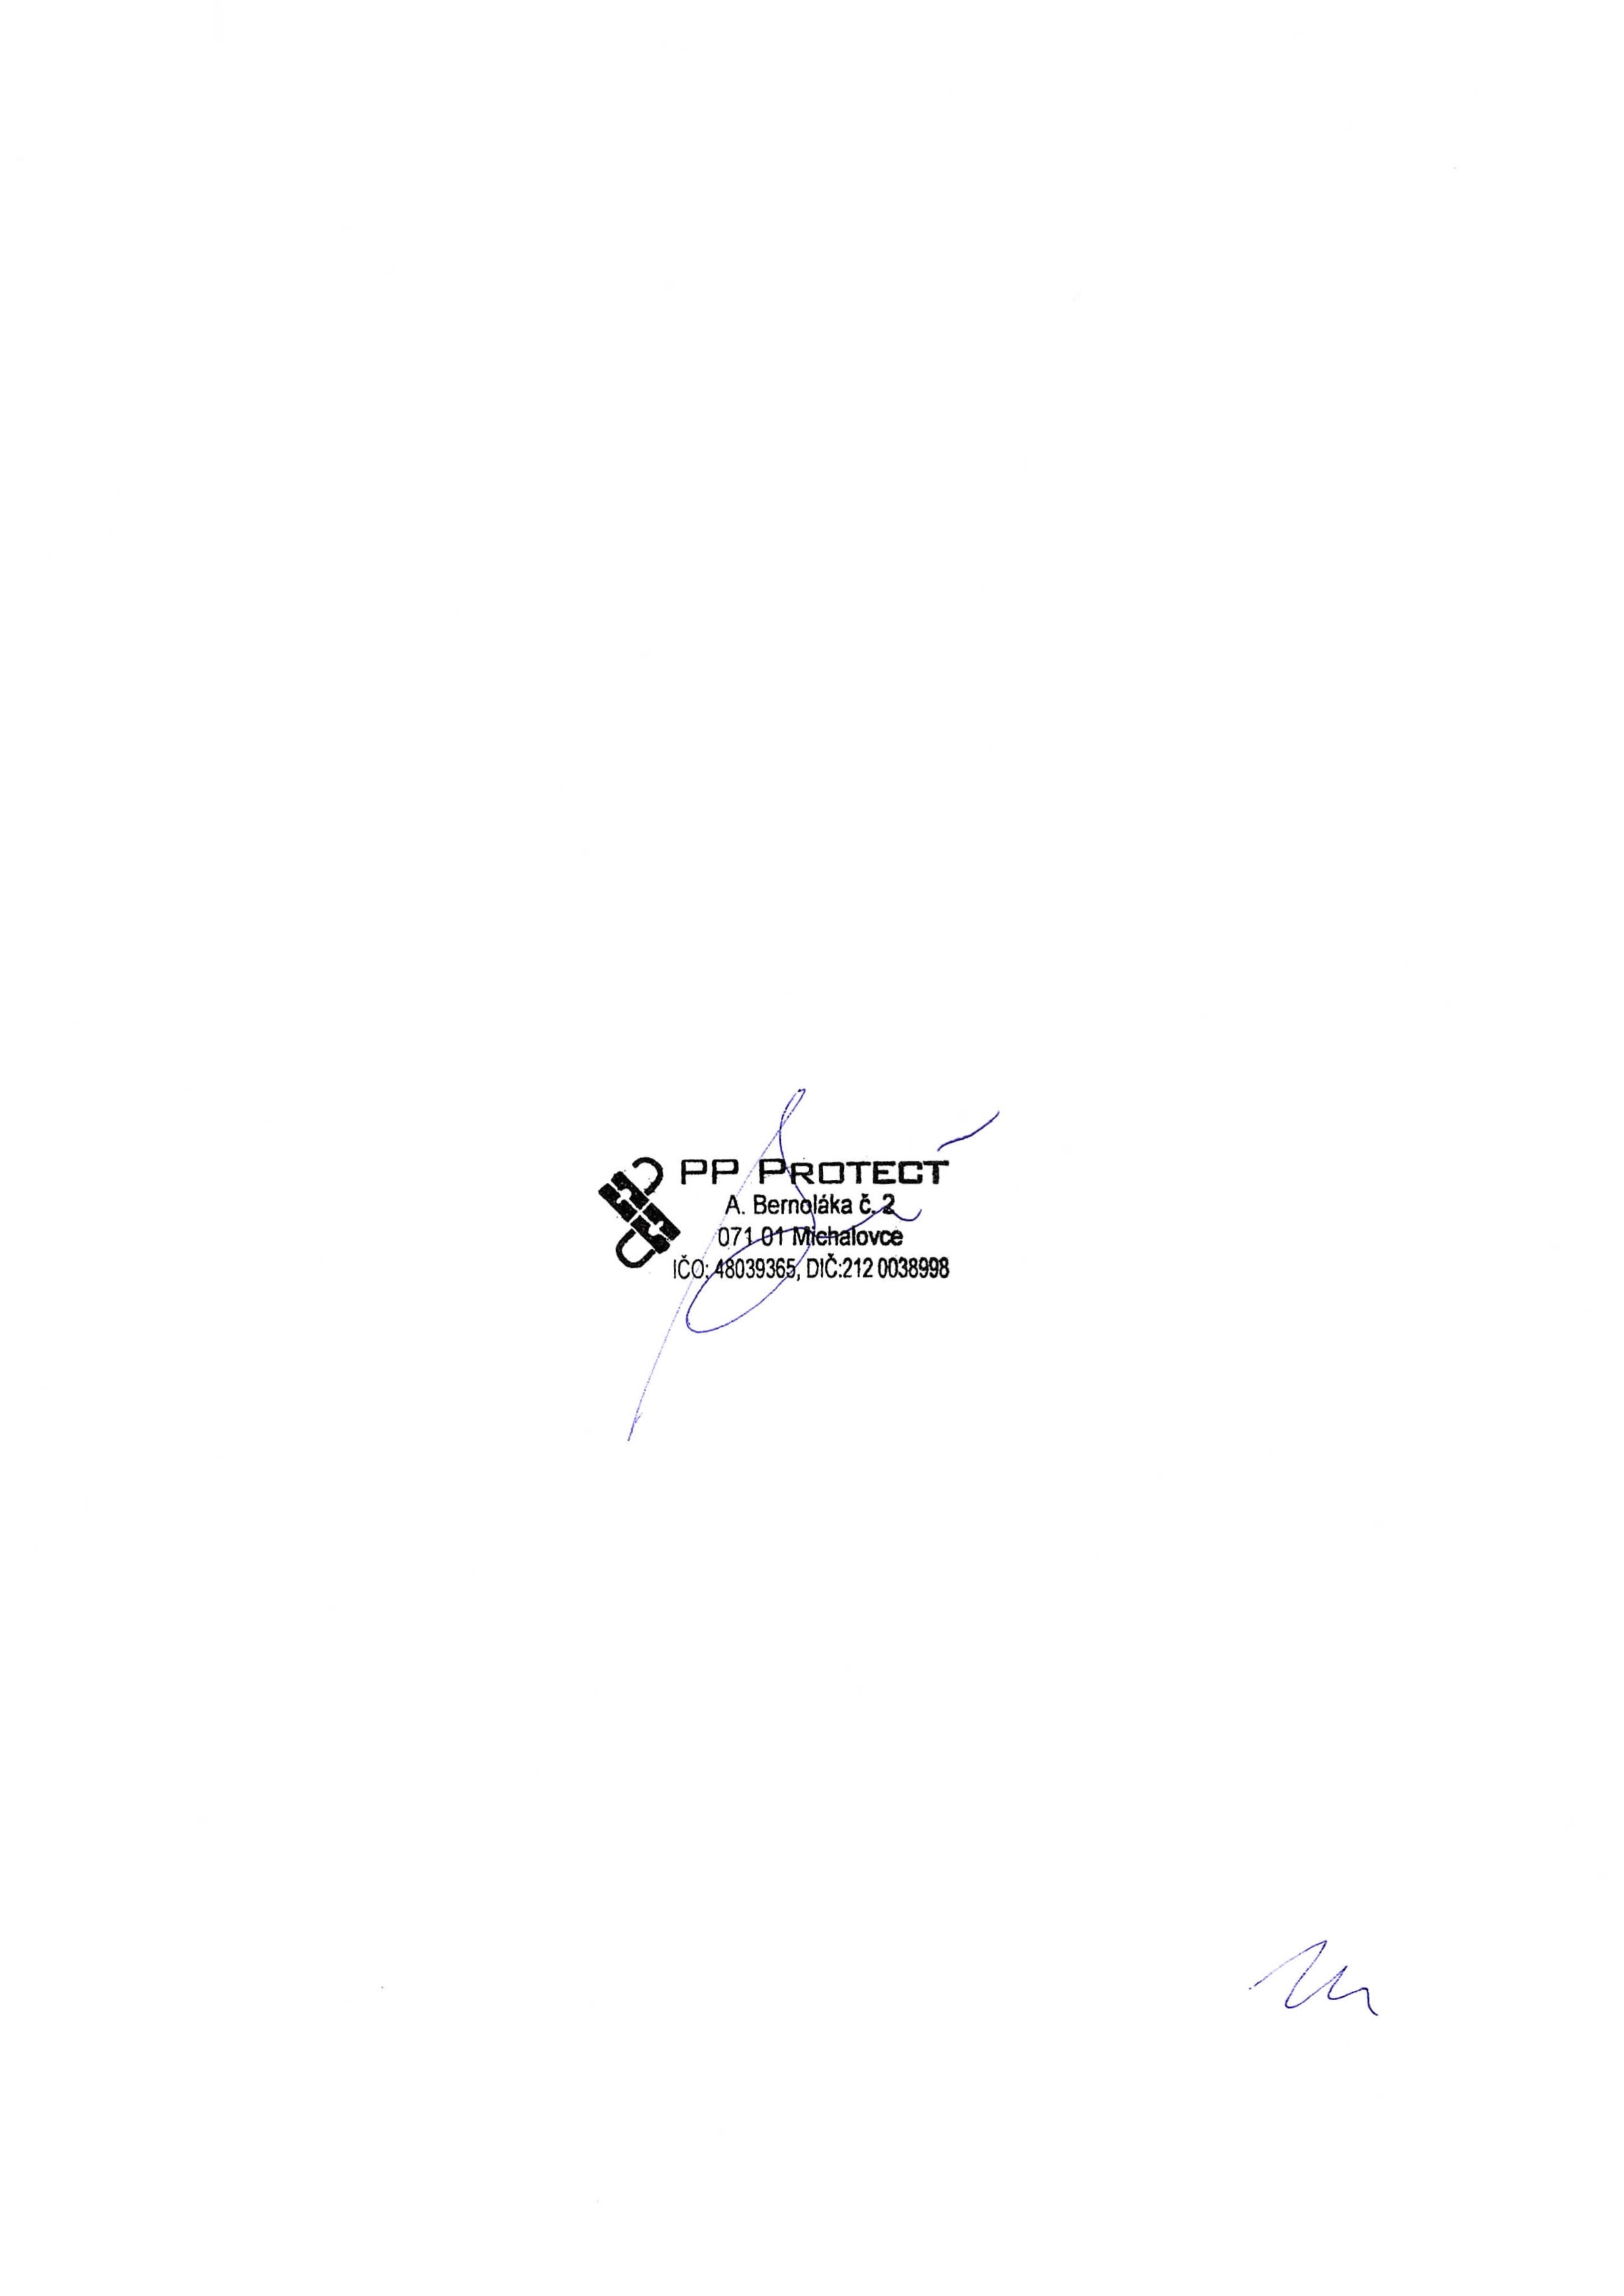 PP PROTECT
A. Bernoláka č. 2
071 01 Michalovce
IČO: 48039365, DIČ:212 0038998